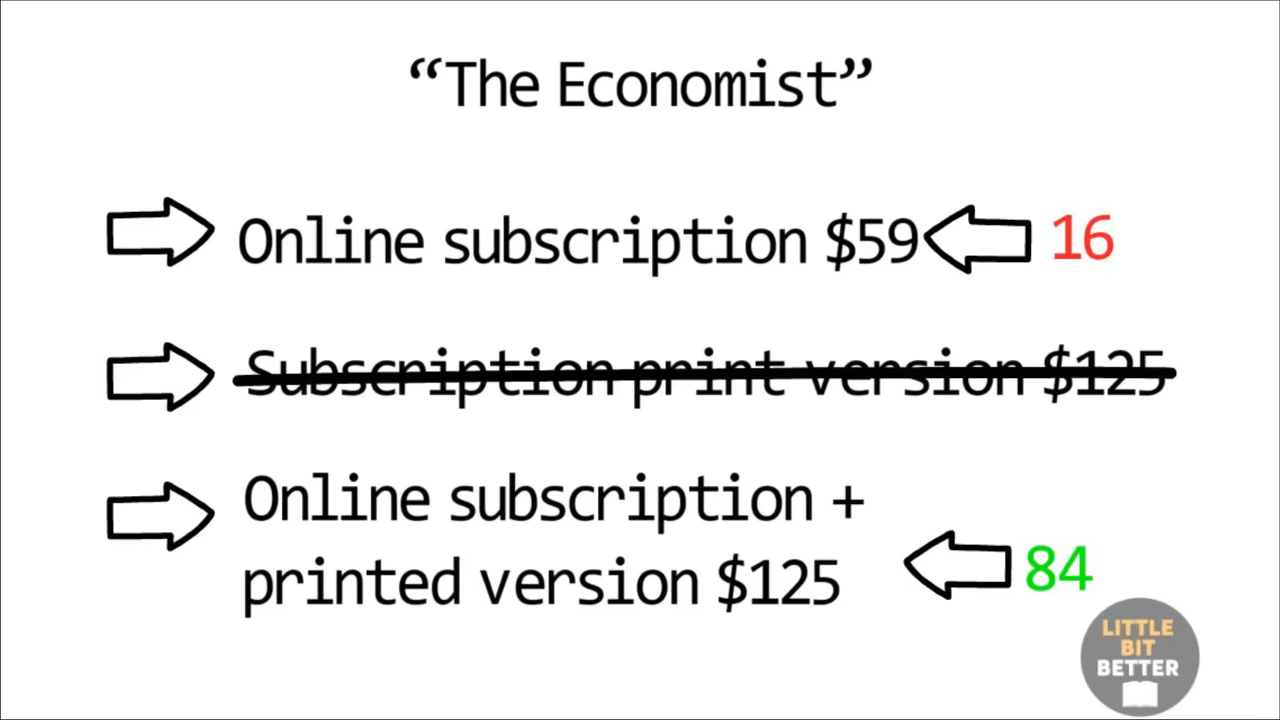 “The Economist”
Online subscription $59
16
Subscription print version $125
Online subscription +
printed version $125
84
LITTLE
BIT
BETTER